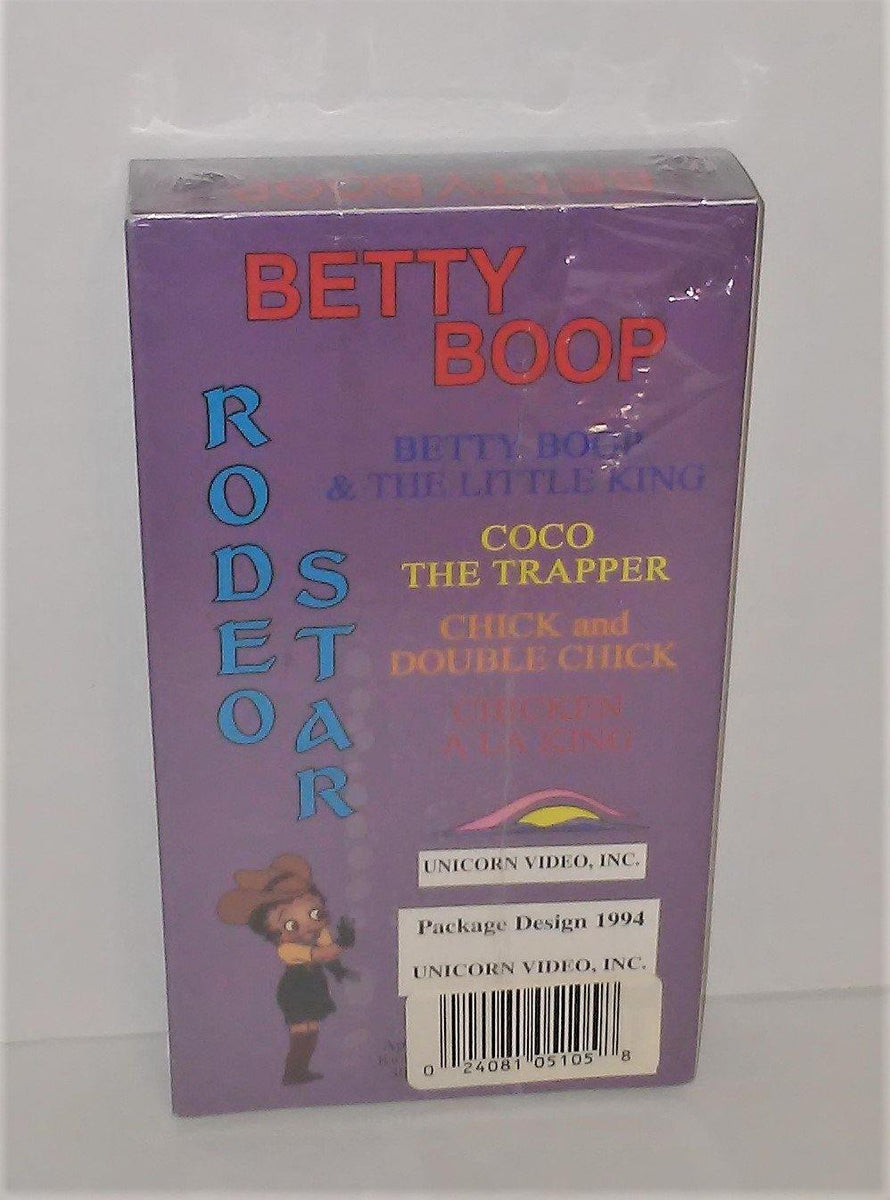 BETTY BOOP
BETTY
BOOP
RODEO
STAR
BETTY BOOP
& THE LITTLE KING
COCO
THE TRAPPER
CHICK and
DOUBLE CHICK
CHICKEN
A LA KING
UNICORN VIDEO, INC.
Package Design 1994
UNICORN VIDEO, INC.
0 24081 05105 8